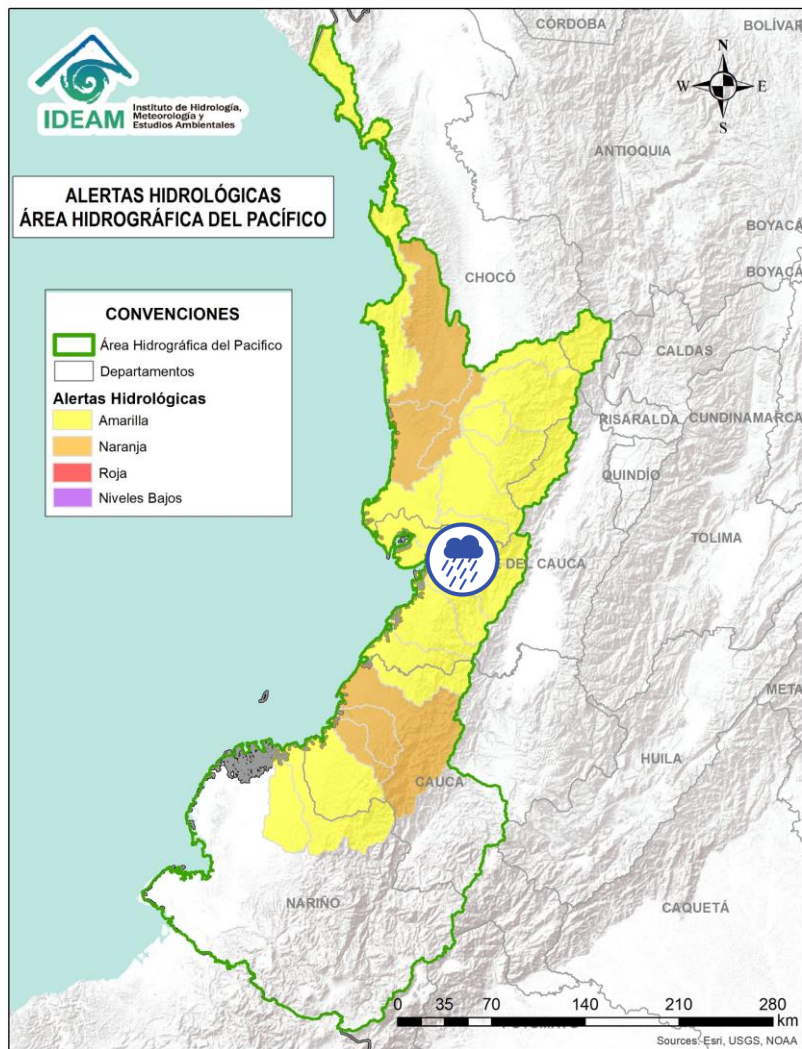 CÓRDOBA
BOLÍVAR
IDEAM
Instituto de Hidrología,
Meteorología y
Estudios Ambientales
N
W
E
S
ANTIOQUIA
ALERTAS HIDROLÓGICAS
ÁREA HIDROGRÁFICA DEL PACÍFICO
BOYACÁ
BOYACÁ
CHOCÓ
CONVENCIONES
Área Hidrográfica del Pacifico
Departamentos
Alertas Hidrológicas
Amarilla
Naranja
Roja
Niveles Bajos
CALDAS
RISARALDA
CUNDINAMARCA
QUINDÍO
TOLIMA
DEL CAUCA
META
HUILA
CAUCA
NARIÑO
CAQUETÁ
0 35 70 140 210 280
km
Sources: Esri, USGS, NOAA